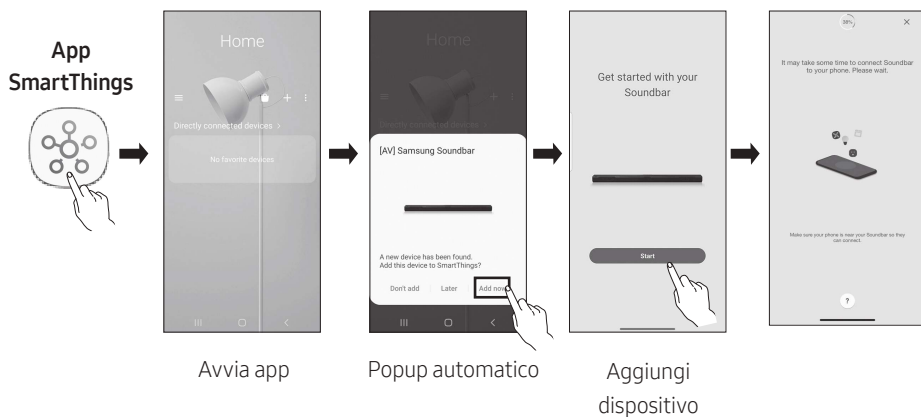 App
SmartThings
Home
Directly connected devices >
No favorite devices
Avvia app
Home
Directly connected devices >
[AV] Samsung Soundbar
A new device has been found.
Add this device to SmartThings?
Don't add
Later
Add now
Popup automatico
Get started with your
Soundbar
Start
Aggiungi
dispositivo
38%
It may take some time to connect Soundbar
to your phone. Please wait.
Make sure your phone is near your Soundbar so they
can connect.
?